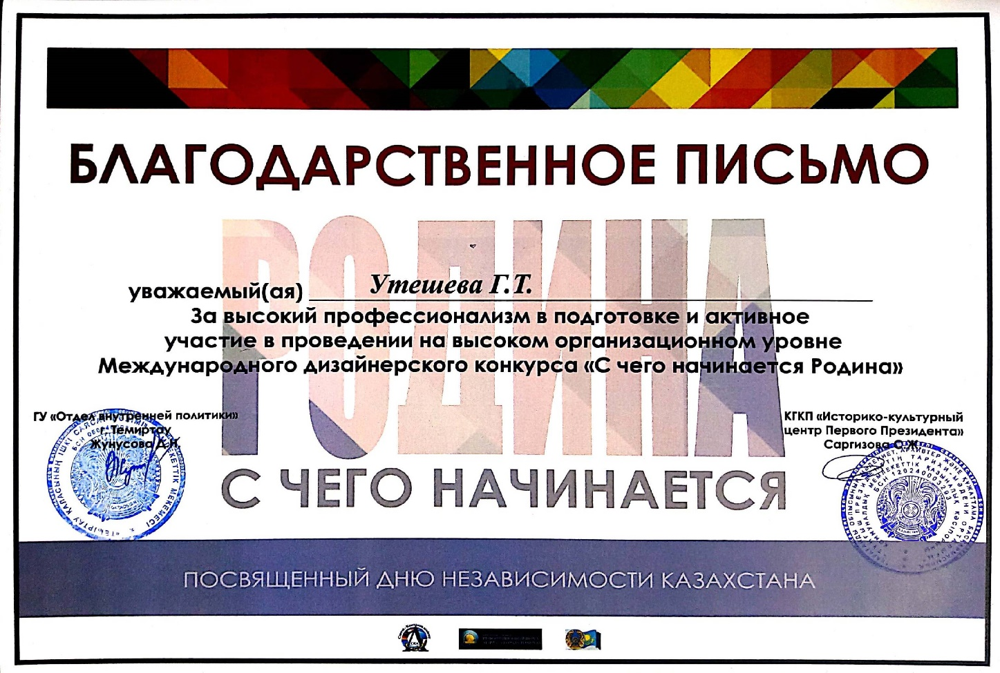 БЛАГОДАРСТВЕННОЕ ПИСЬМО
РОДИНА
уважаемый(ая) Утешева Г.Т.
За высокий профессионализм в подготовке и активное
участие в проведении на высоком организационном уровне
Международного дизайнерского конкурса «С чего начинается Родина»
ГУ «Отдел внутренней политики»
г. Темиртау
Жунусова Д.Н.
КГКП «Историко-культурный
центр Первого Президента»
Саргизова О.Ж.
С ЧЕГО НАЧИНАЕТСЯ
ПОСВЯЩЕННЫЙ ДНЮ НЕЗАВИСИМОСТИ КАЗАХСТАНА